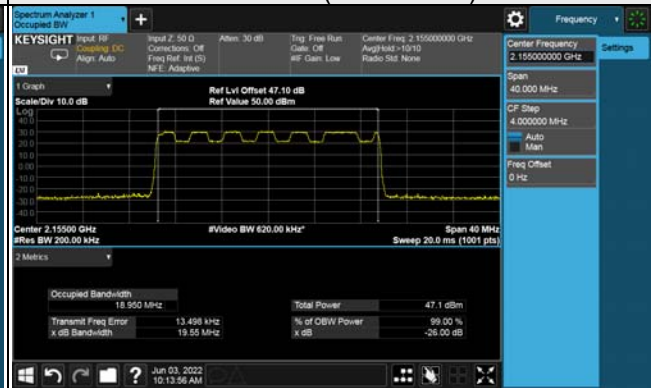 Spectrum Analyzer 1
Occupied BW
Frequency
KEYSIGHT
Input: RF
Coupling: DC
Align: Auto
Input Z: 50 Ω
Corrections: Off
Freq Ref: Int (S)
NFE: Adaptive
Atten: 30 dB
Trig: Free Run
Gate: Off
#IF Gain: Low
Center Freq: 2.155000000 GHz
Avg|Hold:>10/10
Radio Std: None
Center Frequency
2.155000000 GHz
Settings
Span
40.000 MHz
CF Step
4.000000 MHz
Auto
Man
Freq Offset
0 Hz
1 Graph
Scale/Div 10.0 dB
Ref Lvl Offset 47.10 dB
Ref Value 50.00 dBm
Log
40.0
30.0
20.0
10.0
0.00
-10.0
-20.0
-30.0
-40.0
Center 2.15500 GHz
#Res BW 200.00 kHz
#Video BW 620.00 kHz*
Span 40 MHz
Sweep 20.0 ms (1001 pts)
2 Metrics
Occupied Bandwidth
18.950 MHz
Total Power
47.1 dBm
Transmit Freq Error
13.498 kHz
% of OBW Power
99.00 %
x dB Bandwidth
19.55 MHz
x dB
-26.00 dB
?
Jun 03, 2022
10:13:56 AM